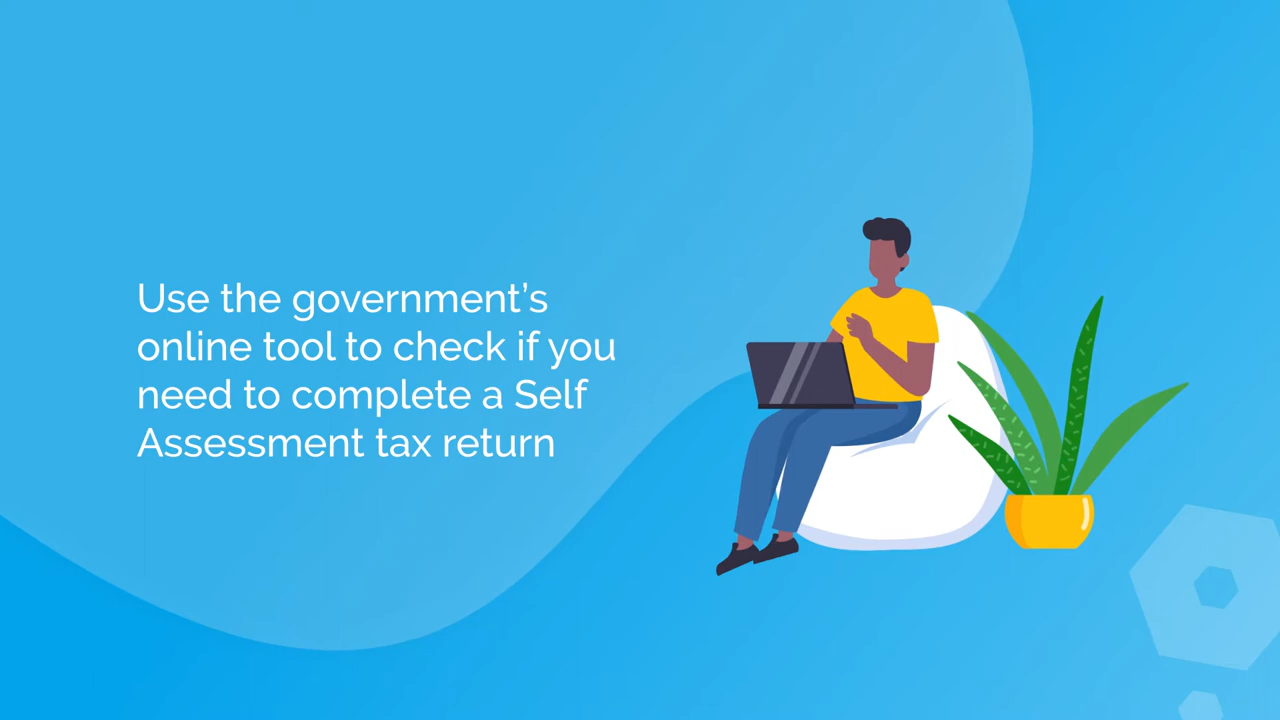 Use the government’s
online tool to check if you
need to complete a Self
Assessment tax return